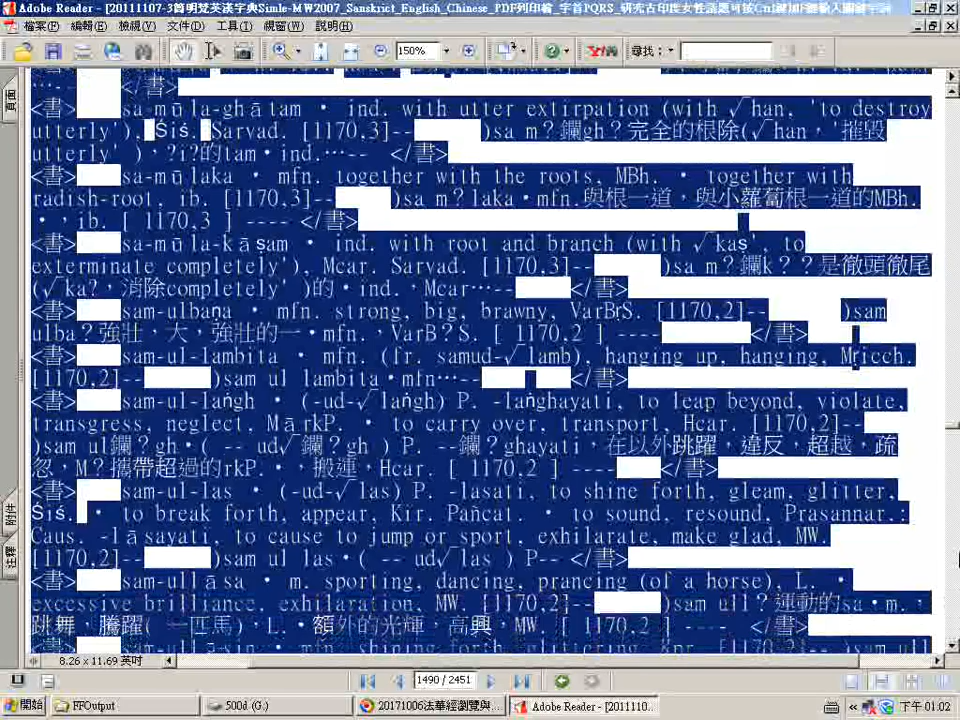 Adobe Reader - [20111107-3簡明梵英漢字典Simle-MW2007_Sanskrict_English_Chinese_PDF列印稿_字首PQRS_研究古印度女性議題可按Ctrl鍵加F鍵輸入關鍵字
檔案(F) 編輯(E) 檢視(V) 文件(D) 工具(T) 視窗(W) 說明(H)
150% 尋找：
頁面
…-- </書>
<書> sa-mūla-ghātam • ind. with utter extirpation (with √han, 'to destroy
utterly'), Śiś. Sarvad. [1170,3]-- )sa m？鑭gh？完全的根除(√han，'摧毀
utterly' )，?i?的tam•ind.…-- </書>
<書> sa-mūlaka • mfn. together with the roots, MBh. • together with
radish-root, ib. [1170,3]-- )sa m？laka•mfn.與根一道，與小蘿蔔根一道的MBh.
•，ib. [ 1170,3 ] ---- </書>
<書> sa-mūla-kāṣam • ind. with root and branch (with √kaṣ', to
exterminate completely'), Mcar. Sarvad. [1170,3]-- )sa m？鑭k？？是徹頭徹尾
(√ka?，消除completely' )的•ind，Mcar…-- </書>
<書> sam-ulbaṇa • mfn. strong, big, brawny, VarBṛS. [1170,2]-- )sam
ulba？強壯，大，強壯的一•mfn.，VarB？S. [ 1170,2 ] ---- </書>
<書> sam-ul-lambita • mfn. (fr. samud-√lamb), hanging up, hanging, Mṛicch.
[1170,2]-- )sam ul lambita•mfn…-- </書>
<書> sam-ul-laṅgh • (-ud-√laṅgh) P. -laṅghayati, to leap beyond, violate,
transgress, neglect, MārkP. • to carry over, transport, Hcar. [1170,2]--
)sam ul鑭？gh•( -- ud√鑭？gh ) P. --鑭？ghayati，在以外跳躍，違反，超越，疏
忽，M？攜帶超過的rkP.•，搬運，Hcar. [ 1170,2 ] ---- </書>
<書> sam-ul-las • (-ud-√las) P. -lasati, to shine forth, gleam, glitter,
Śiś. • to break forth, appear, Kir. Pañcat. • to sound, resound, Prasannar.:
Caus. -lāsayati, to cause to jump or sport, exhilarate, make glad, MW.
[1170,2]-- )sam ul las•( -- ud√las ) P-- </書>
<書> sam-ullāsa • m. sporting, dancing, prancing (of a horse), L. •
excessive brilliance, exhilaration, MW. [1170,2]-- )sam ull？運動的sa•m.，
跳舞，騰躍( 一匹馬)，L.•額外的光輝，高興，MW. [ 1170,2 ] ---- </書>
附件
注釋
8.26 x 11.69 英吋
1490 / 2451
開始 FFOutput 500d (G:) 20171006法華經瀏覽與... Adobe Reader - [2011110... 下午 01:02